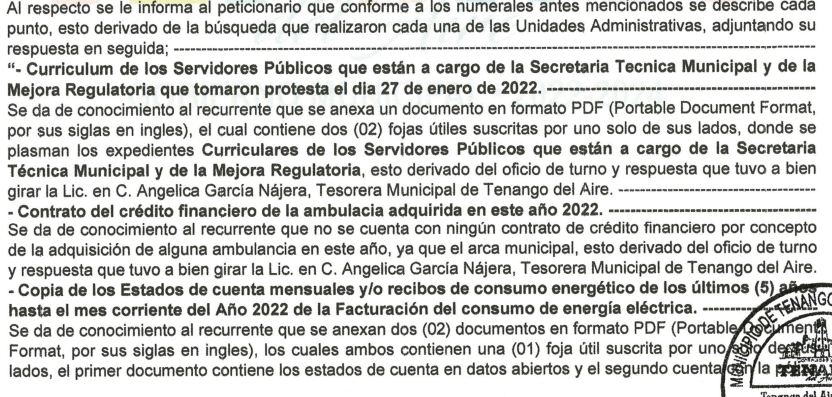 Al respecto se le informa al peticionario que conforme a los numerales antes mencionados se describe cada
punto, esto derivado de la búsqueda que realizaron cada una de las Unidades Administrativas, adjuntando su
respuesta en seguida; ------------------------------------------------------------
“- Curriculum de los Servidores Públicos que están a cargo de la Secretaria Tecnica Municipal y de la
Mejora Regulatoria que tomaron protesta el dia 27 de enero de 2022. ------------------------
Se da de conocimiento al recurrente que se anexa un documento en formato PDF (Portable Document Format,
por sus siglas en ingles), el cual contiene dos (02) fojas útiles suscritas por uno solo de sus lados, donde se
plasman los expedientes Curriculares de los Servidores Públicos que están a cargo de la Secretaria
Técnica Municipal y de la Mejora Regulatoria, esto derivado del oficio de turno y respuesta que tuvo a bien
girar la Lic. en C. Angelica García Nájera, Tesorera Municipal de Tenango del Aire. --------------------
- Contrato del crédito financiero de la ambulacia adquirida en este año 2022. --------------------
Se da de conocimiento al recurrente que no se cuenta con ningún contrato de crédito financiero por concepto
de la adquisición de alguna ambulancia en este año, ya que el arca municipal, esto derivado del oficio de turno
y respuesta que tuvo a bien girar la Lic. en C. Angelica García Nájera, Tesorera Municipal de Tenango del Aire.
- Copia de los Estados de cuenta mensuales y/o recibos de consumo energético de los últimos (5) años
hasta el mes corriente del Año 2022 de la Facturación del consumo de energía eléctrica. --------
Se da de conocimiento al recurrente que se anexan dos (02) documentos en formato PDF (Portable Document
Format, por sus siglas en ingles), los cuales ambos contienen una (01) foja útil suscrita por uno solo de sus
lados, el primer documento contiene los estados de cuenta en datos abiertos y el segundo cuenta con la
MUNICIPIO DE TENANGO
TENA
Tenango del Air